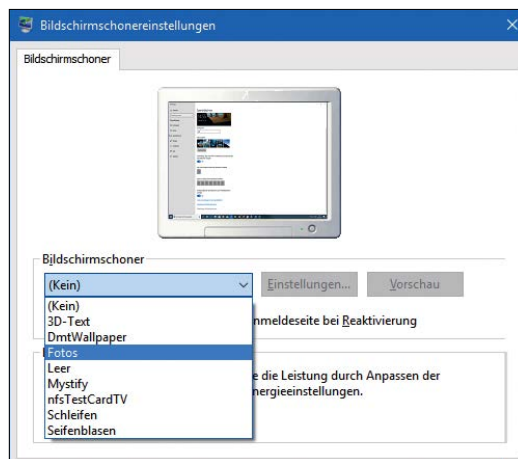 Bildschirmschonereinstellungen
Bildschirmschoner
Bildschirmschoner
(Kein)
Einstellungen...
Vorschau
(Kein)
3D-Text
nmeldeseite bei Reaktivierung
DmtWallpaper
Fotos
Leer
e die Leistung durch Anpassen der
Mystify
nergieeinstellungen.
nfsTestCardTV
Schleifen
Seifenblasen